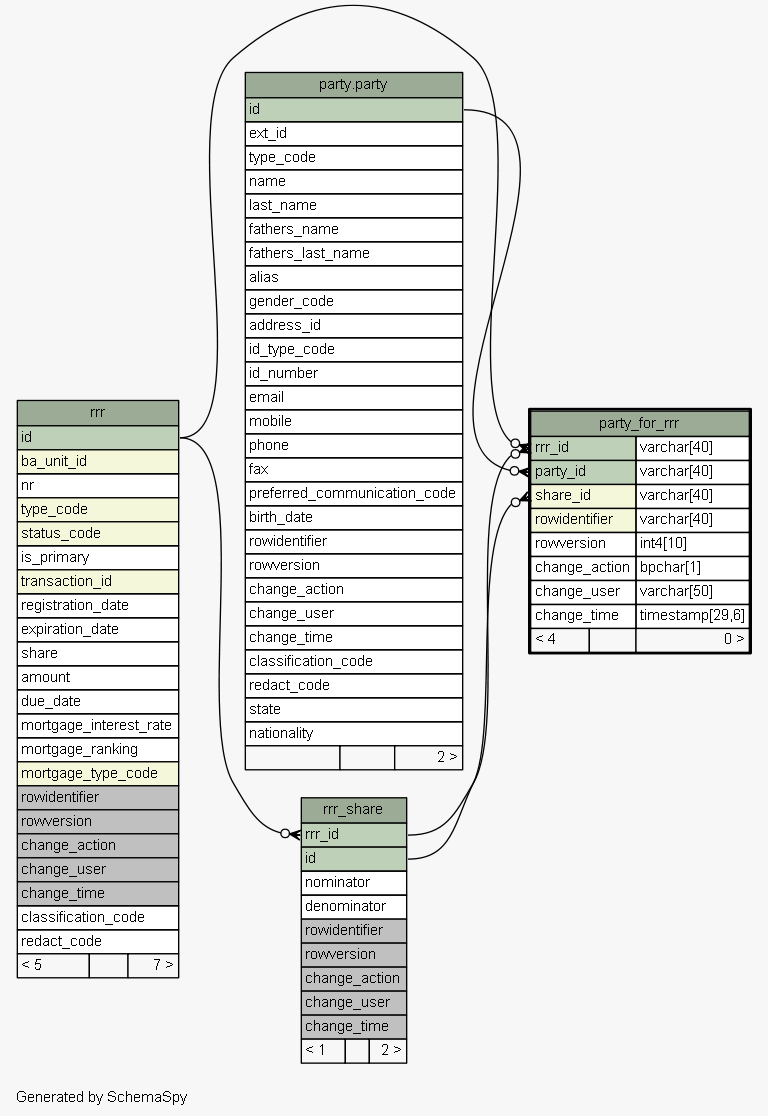 party.party
id
ext_id
type_code
name
last_name
fathers_name
fathers_last_name
alias
gender_code
address_id
id_type_code
id_number
email
mobile
phone
fax
preferred_communication_code
birth_date
rowidentifier
rowversion
change_action
change_user
change_time
classification_code
redact_code
state
nationality
2 >
rrr
id
ba_unit_id
nr
type_code
status_code
is_primary
transaction_id
registration_date
expiration_date
share
amount
due_date
mortgage_interest_rate
mortgage_ranking
mortgage_type_code
rowidentifier
rowversion
change_action
change_user
change_time
classification_code
redact_code
< 5 7 >
party_for_rrr
rrr_id varchar[40]
party_id varchar[40]
share_id varchar[40]
rowidentifier varchar[40]
rowversion int4[10]
change_action bpchar[1]
change_user varchar[50]
change_time timestamp[29,6]
< 4 0 >
rrr_share
rrr_id
id
nominator
denominator
rowidentifier
rowversion
change_action
change_user
change_time
< 1 2 >
Generated by SchemaSpy